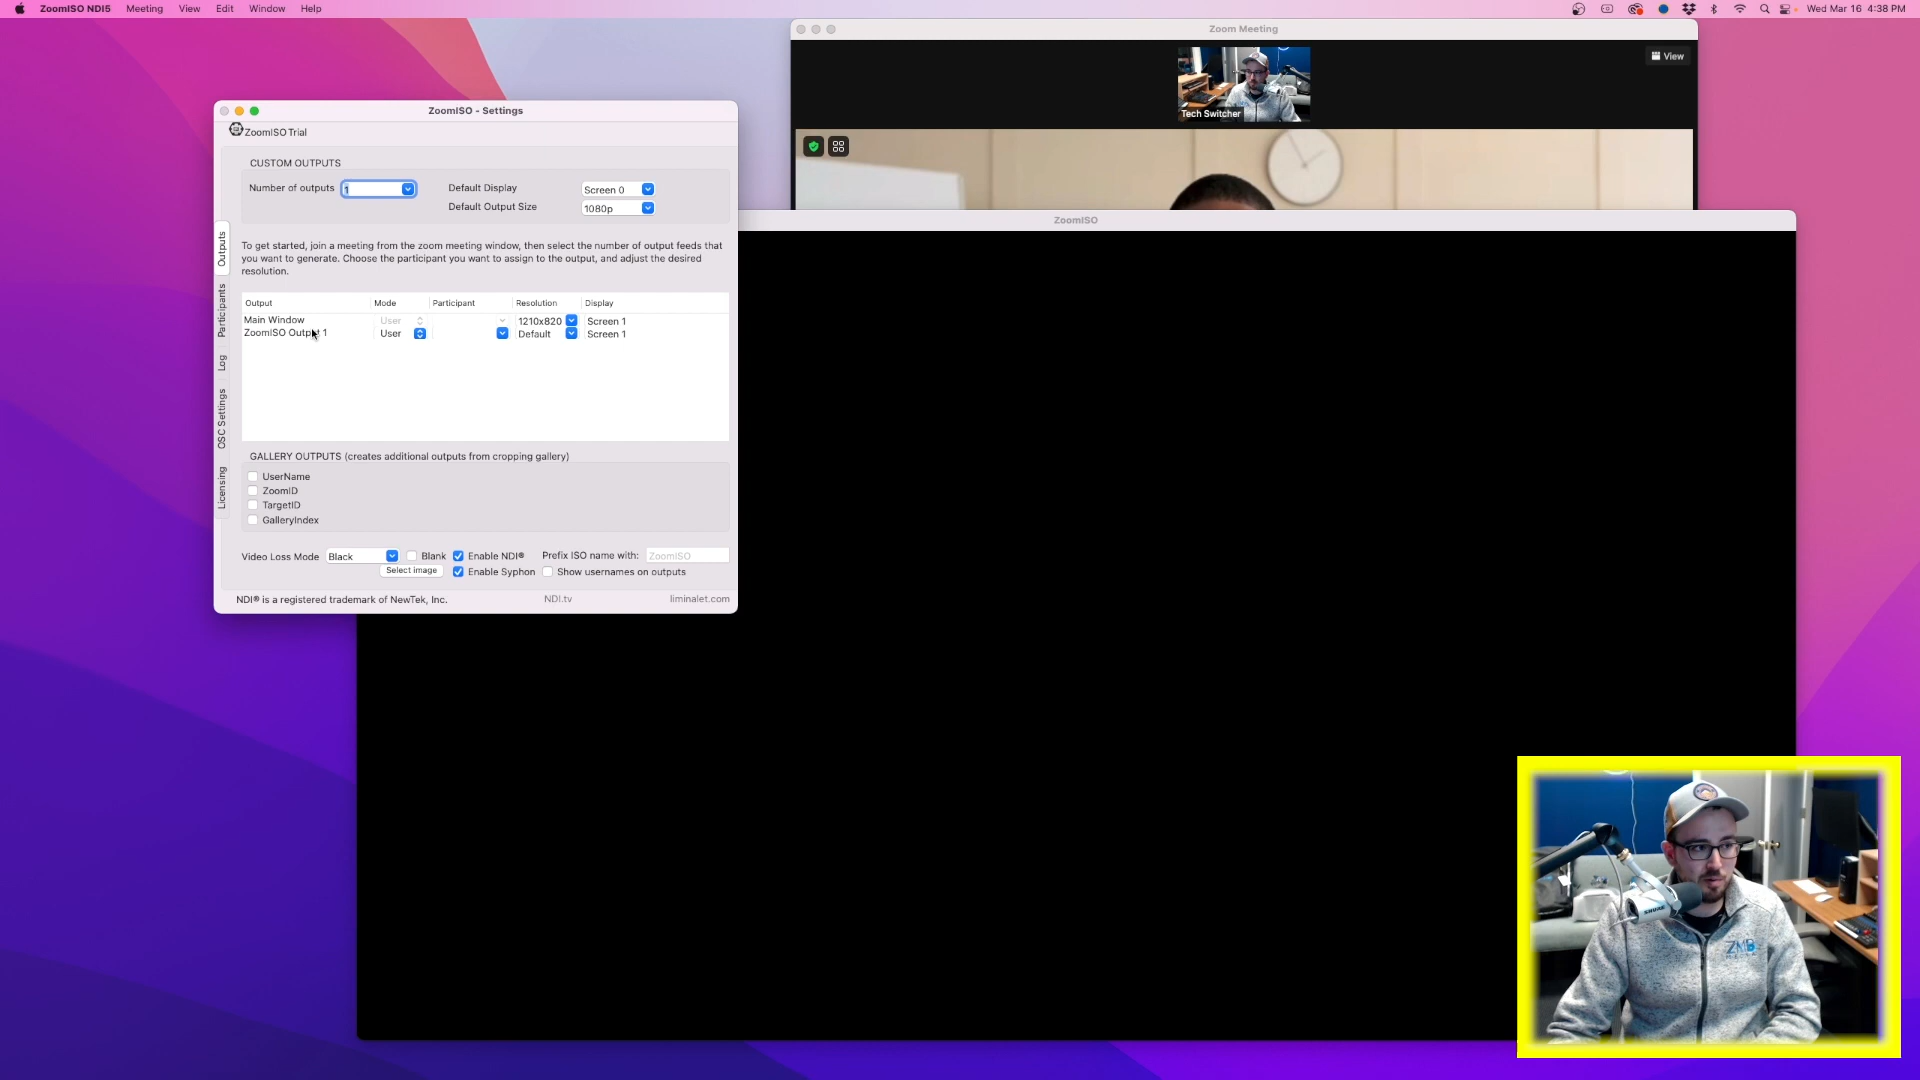 ZoomISO NDI5 Meeting View Edit Window Help
Wed Mar 16 4:38 PM
Zoom Meeting
View
Tech Switcher
ZoomISO - Settings
ZoomISO Trial
CUSTOM OUTPUTS
Number of outputs 1 Default Display Screen 0
Default Output Size 1080p
ZoomISO
Outputs
Participants
Log
OSC Settings
Licensing
To get started, join a meeting from the zoom meeting window, then select the number of output feeds that
you want to generate. Choose the participant you want to assign to the output, and adjust the desired
resolution.
Output Mode Participant Resolution Display
Main Window User 1210x820 Screen 1
ZoomISO Output 1 User Default Screen 1
GALLERY OUTPUTS (creates additional outputs from cropping gallery)
UserName
ZoomID
TargetID
GalleryIndex
Video Loss Mode Black Blank Enable NDI® Prefix ISO name with: ZoomISO
Select image Enable Syphon Show usernames on outputs
NDI® is a registered trademark of NewTek, Inc. NDI.tv liminalet.com
SHURE
ZMB